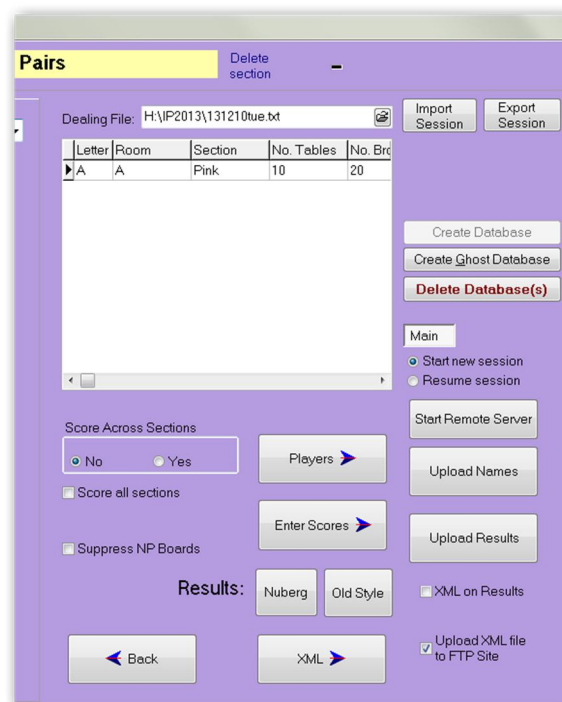 Pairs
Delete
section
Dealing File: H:\IP2013\131210tue.txt
Import
Session
Export
Session
Letter Room Section No. Tables No. Brd
A A Pink 10 20
Create Database
Create Ghost Database
Delete Database(s)
Main
Start new session
Resume session
Start Remote Server
Score Across Sections
No Yes
Players
Upload Names
Score all sections
Enter Scores
Upload Results
Suppress NP Boards
Results: Nuberg Old Style
XML on Results
Back
XML
Upload XML file
to FTP Site